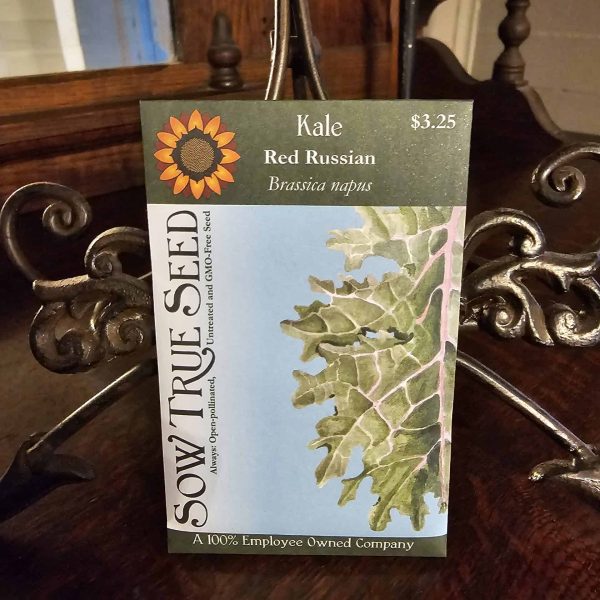 Kale
$3.25
Red Russian
Brassica napus
SOW TRUE SEED
Always: Open-pollinated, Untreated and GMO-Free Seed
A 100% Employee Owned Company